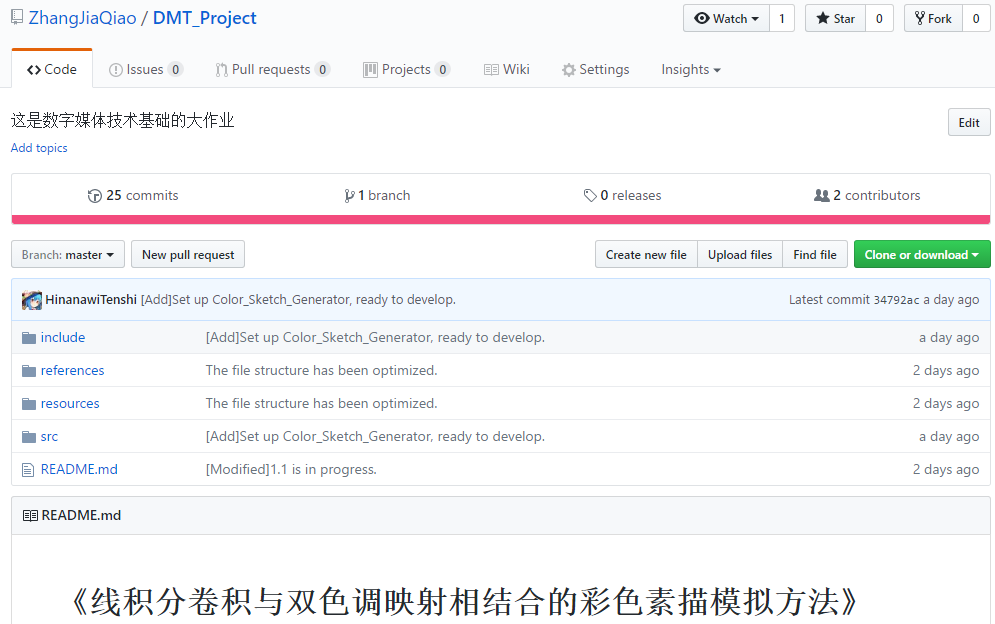 ZhangJiaQiao / DMT_Project
Watch 1 Star 0 Fork 0
Code Issues 0 Pull requests 0 Projects 0 Wiki Settings Insights
这是数字媒体技术基础的大作业
Edit
Add topics
25 commits 1 branch 0 releases 2 contributors
Branch: master New pull request Create new file Upload files Find file Clone or download
HinanawiTenshi [Add]Set up Color_Sketch_Generator, ready to develop. Latest commit 34792ac a day ago
include [Add]Set up Color_Sketch_Generator, ready to develop. a day ago
references The file structure has been optimized. 2 days ago
resources The file structure has been optimized. 2 days ago
src [Add]Set up Color_Sketch_Generator, ready to develop. a day ago
README.md [Modified]1.1 is in progress. 2 days ago
README.md
《线积分卷积与双色调映射相结合的彩色素描模拟方法》